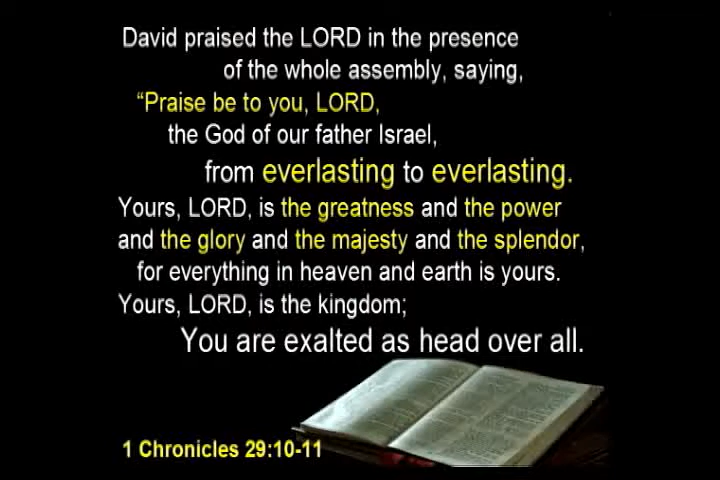 David praised the LORD in the presence
of the whole assembly, saying,
“Praise be to you, LORD,
the God of our father Israel,
from everlasting to everlasting.
Yours, LORD, is the greatness and the power
and the glory and the majesty and the splendor,
for everything in heaven and earth is yours.
Yours, LORD, is the kingdom;
You are exalted as head over all.
1 Chronicles 29:10-11